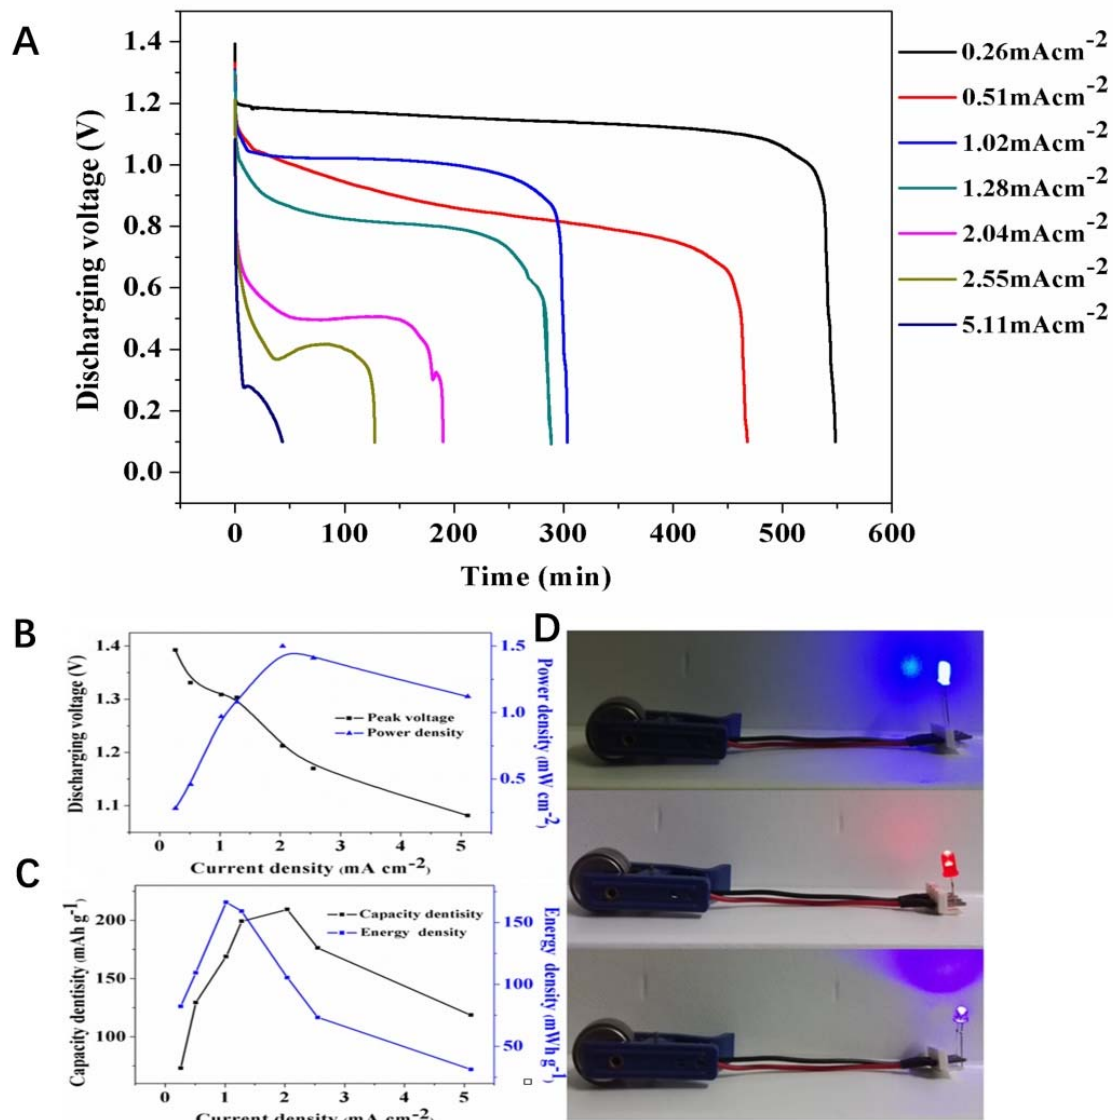 A
1.4
1.2
1.0
0.8
0.6
0.4
0.2
0.0
Discharging voltage (V)
0 100 200 300 400 500 600
Time (min)
0.26mAcm-2
0.51mAcm-2
1.02mAcm-2
1.28mAcm-2
2.04mAcm-2
2.55mAcm-2
5.11mAcm-2
B
1.4
1.3
1.2
1.1
Discharging voltage (V)
Peak voltage
Power density
1.5
1.0
0.5
Power density (mW cm-2)
0 1 2 3 4 5
Current density (mA cm-2)
C
200
150
100
Capacity dentisity (mAh g-1)
Capacity dentisity
Energy density
150
100
50
Energy density (mWh g-1)
0 1 2 3 4 5
Current density (mA cm-2
D